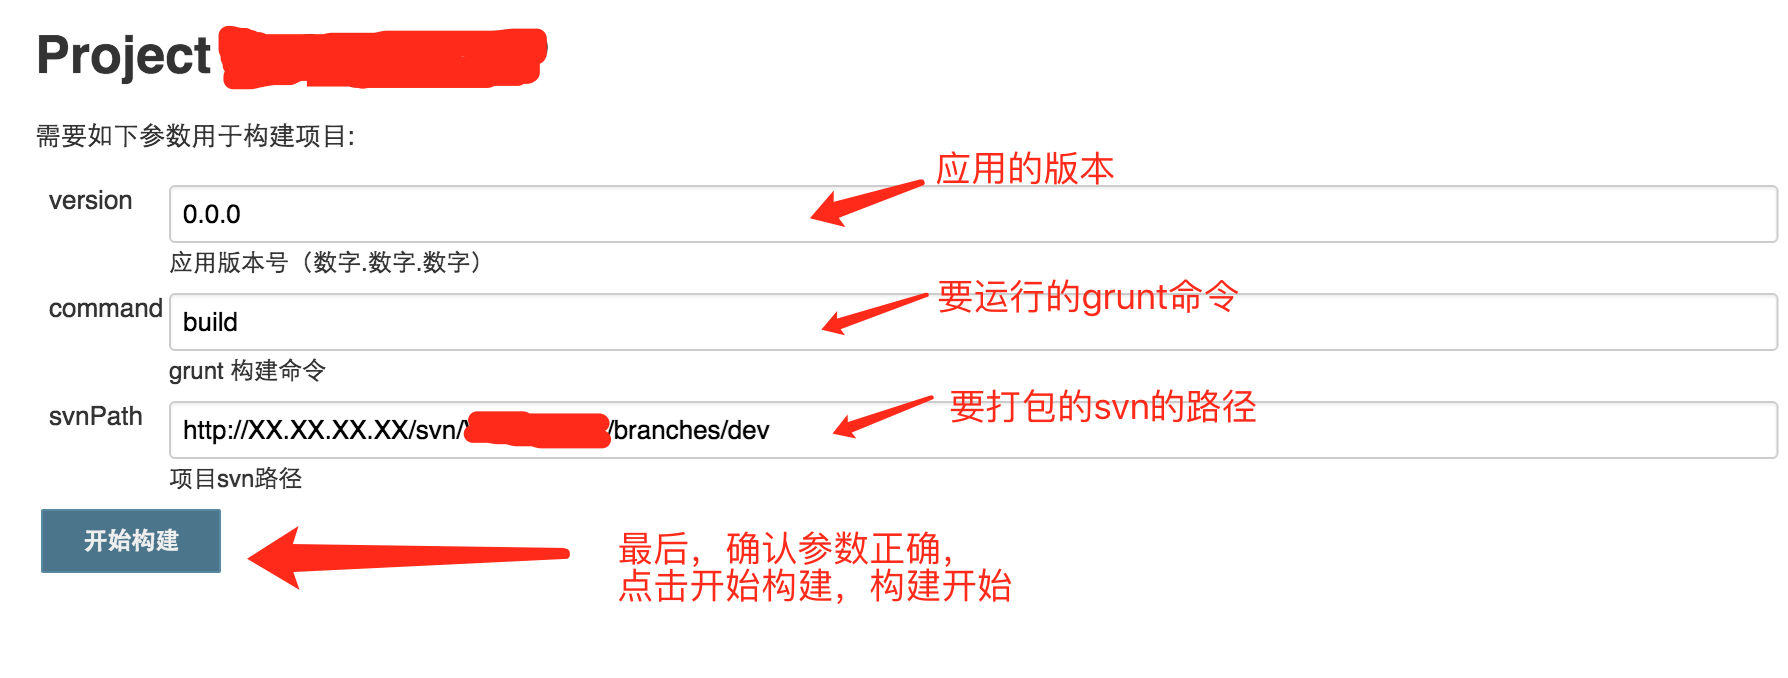 Project
需要如下参数用于构建项目:
应用的版本
version
0.0.0
应用版本号（数字.数字.数字）
要运行的grunt命令
command
build
grunt 构建命令
要打包的svn的路径
svnPath
http://XX.XX.XX.XX/svn/ /branches/dev
项目svn路径
开始构建
最后，确认参数正确，
点击开始构建，构建开始